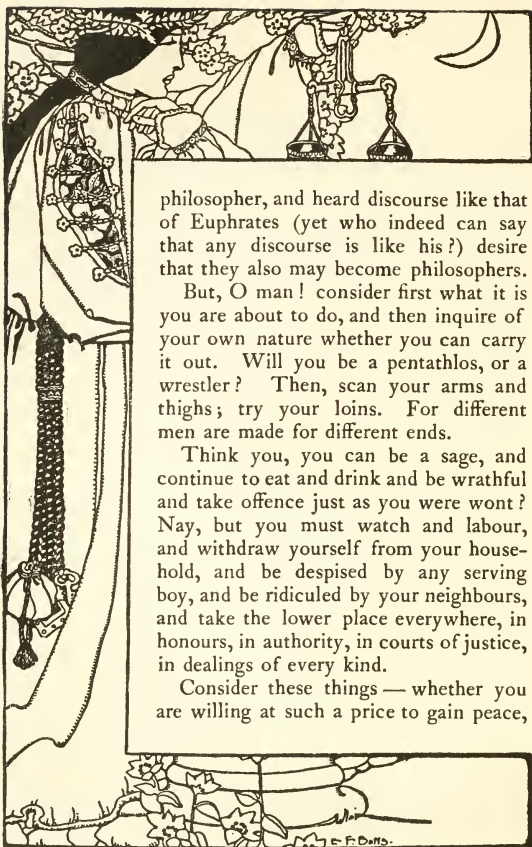 philosopher, and heard discourse like that
of Euphrates (yet who indeed can say
that any discourse is like his?) desire
that they also may become philosophers.
But, O man! consider first what it is
you are about to do, and then inquire of
your own nature whether you can carry
it out. Will you be a pentathlos, or a
wrestler? Then, scan your arms and
thighs; try your loins. For different
men are made for different ends.
Think you, you can be a sage, and
continue to eat and drink and be wrathful
and take offence just as you were wont?
Nay, but you must watch and labour,
and withdraw yourself from your house-
hold, and be despised by any serving
boy, and be ridiculed by your neighbours,
and take the lower place everywhere, in
honours, in authority, in courts of justice,
in dealings of every kind.
Consider these things — whether you
are willing at such a price to gain peace,